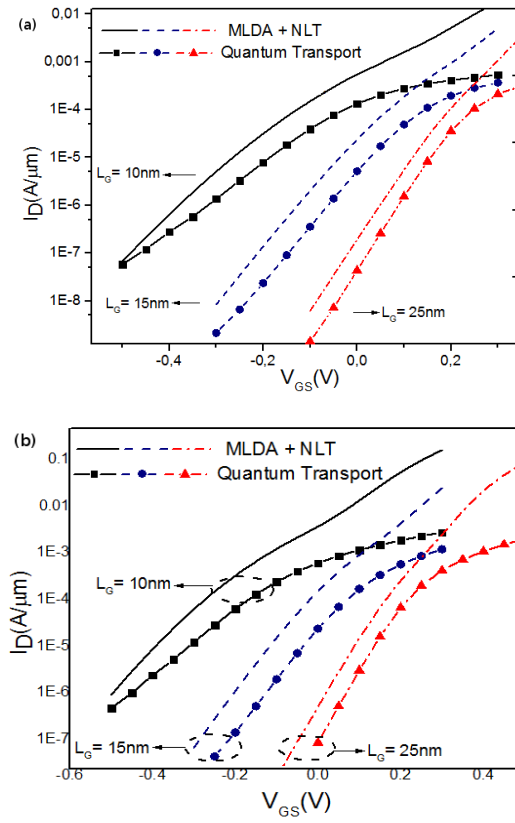 (a)
MLDA + NLT
Quantum Transport
0,01
0,001
1E-4
1E-5
1E-6
1E-7
1E-8
I_D(A/μm)
L_G= 10nm
L_G= 15nm
L_G= 25nm
-0,4 -0,2 0,0 0,2
V_GS(V)
(b)
MLDA + NLT
Quantum Transport
0.1
0.01
1E-3
1E-4
1E-5
1E-6
1E-7
I_D(A/μm)
L_G= 10nm
L_G= 15nm
L_G= 25nm
-0.6 -0.4 -0.2 0.0 0.2 0.4
V_GS(V)